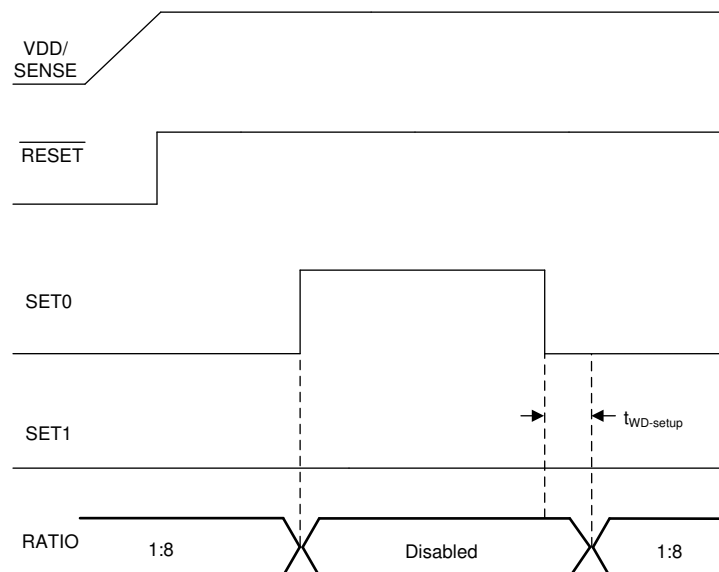 VDD/
SENSE
RESET
SET0
SET1
tWD-setup
RATIO
1:8
Disabled
1:8